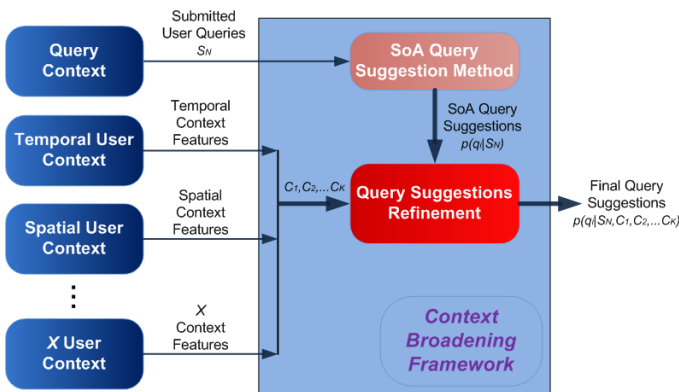 Query
Context
Submitted
User Queries
SN
SoA Query
Suggestion Method
SoA Query
Suggestions
p(qi|SN)
Temporal User
Context
Temporal
Context
Features
C1,C2,...CK
Query Suggestions
Refinement
Final Query
Suggestions
p(qi|SN,C1,C2,...CK)
Spatial User
Context
Spatial
Context
Features
⋮
X User
Context
X
Context
Features
Context
Broadening
Framework